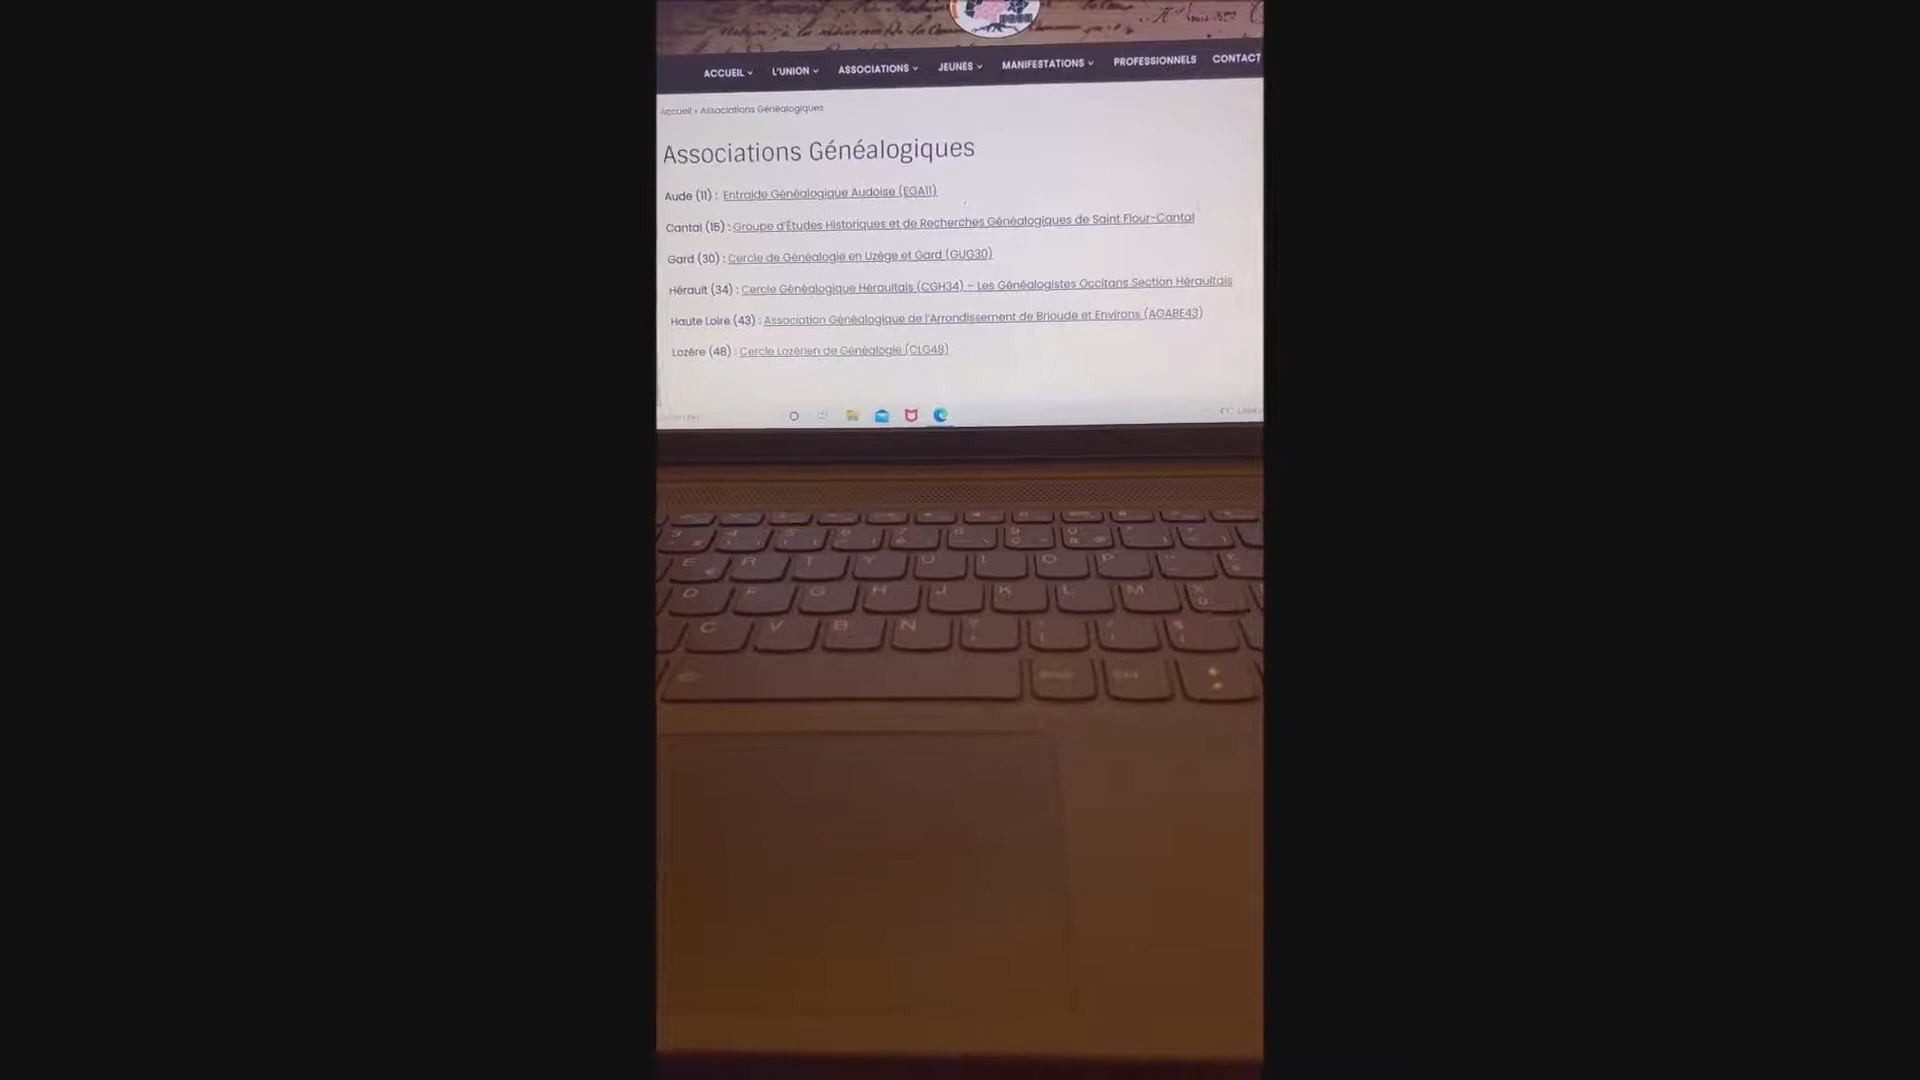 ACCUEIL L'UNION ASSOCIATIONS JEUNES MANIFESTATIONS PROFESSIONNELS CONTACT
Accueil » Associations Généalogiques
Associations Généalogiques
Aude (11) : Entraide Généalogique Audoise (EGA11)
Cantal (15) : Groupe d'Études Historiques et de Recherches Généalogiques de Saint Flour-Cantal
Gard (30) : Cercle de Généalogie en Uzège et Gard (GUG30)
Hérault (34) : Cercle Généalogique Héraultais (CGH34) – Les Généalogistes Occitans Section Héraultais
Haute Loire (43) : Association Généalogique de l'Arrondissement de Brioude et Environs (AGABE43)
Lozère (48) : Cercle Lozérien de Généalogie (CLG48)
E R T Y U I O P
D F G H J K L M
C V B N